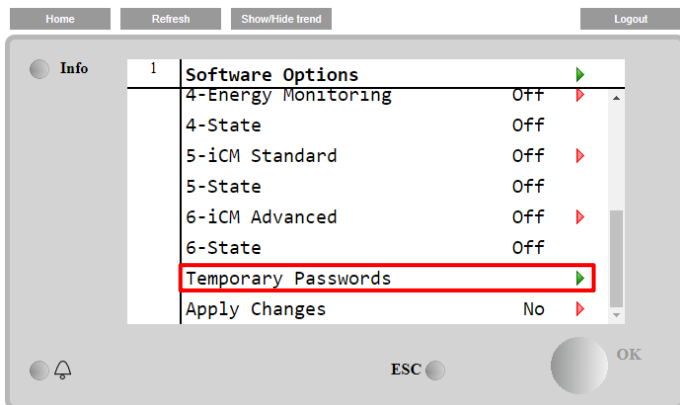 Home Refresh Show/Hide trend Logout
Info 1 Software Options
4-Energy Monitoring Off
4-State Off
5-iCM Standard Off
5-State Off
6-iCM Advanced Off
6-State Off
Temporary Passwords
Apply Changes No
ESC OK